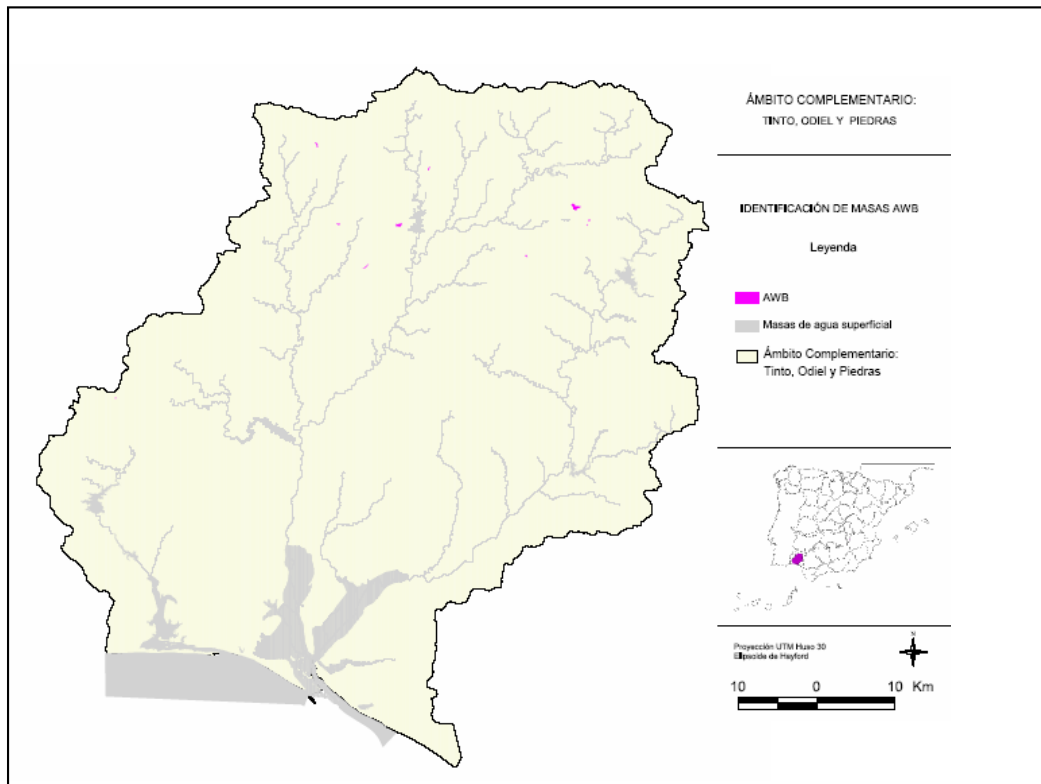 ÁMBITO COMPLEMENTARIO:
TINTO, ODIEL Y PIEDRAS
IDENTIFICACIÓN DE MASAS AWB
Leyenda
AWB
Masas de agua superficial
Ámbito Complementario:
Tinto, Odiel y Piedras
Proyección UTM Huso 30
Elipsoide de Hayford
N
10 0 10 Km